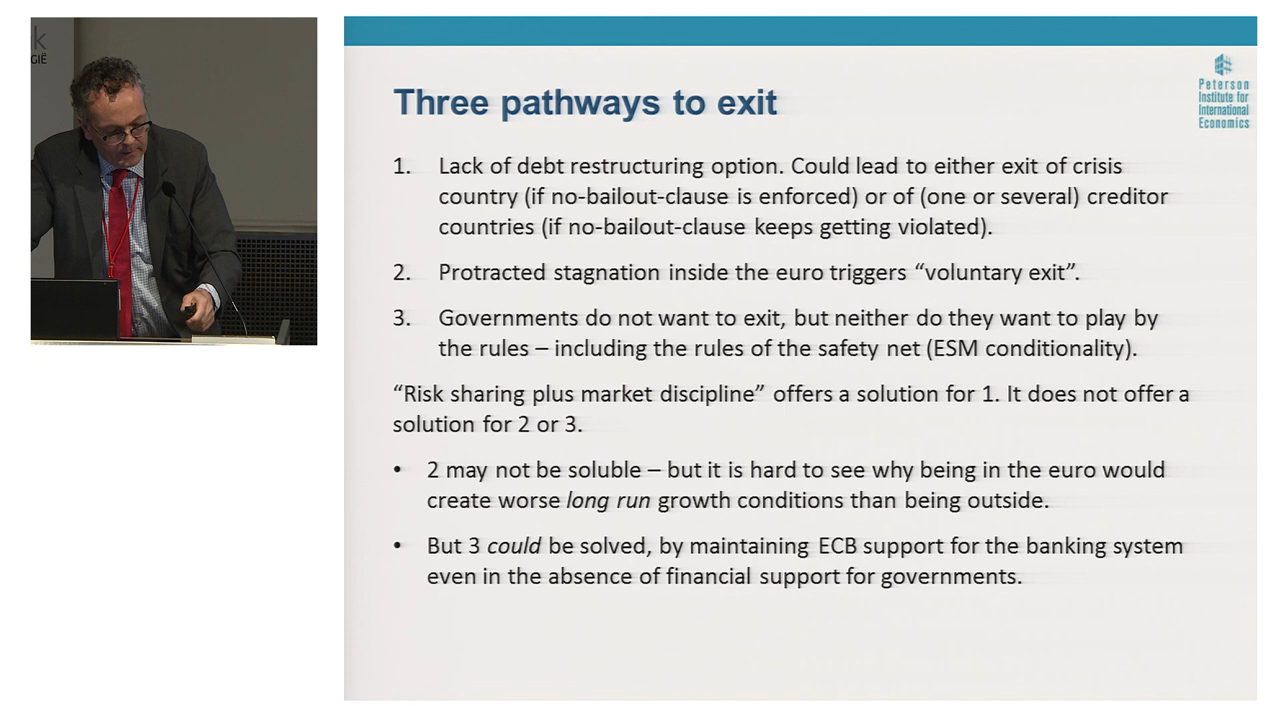 k
GIË
Peterson
Institute for
International
Economics
Three pathways to exit
1. Lack of debt restructuring option. Could lead to either exit of crisis
country (if no-bailout-clause is enforced) or of (one or several) creditor
countries (if no-bailout-clause keeps getting violated).
2. Protracted stagnation inside the euro triggers “voluntary exit”.
3. Governments do not want to exit, but neither do they want to play by
the rules – including the rules of the safety net (ESM conditionality).
“Risk sharing plus market discipline” offers a solution for 1. It does not offer a
solution for 2 or 3.
• 2 may not be soluble – but it is hard to see why being in the euro would
create worse long run growth conditions than being outside.
• But 3 could be solved, by maintaining ECB support for the banking system
even in the absence of financial support for governments.